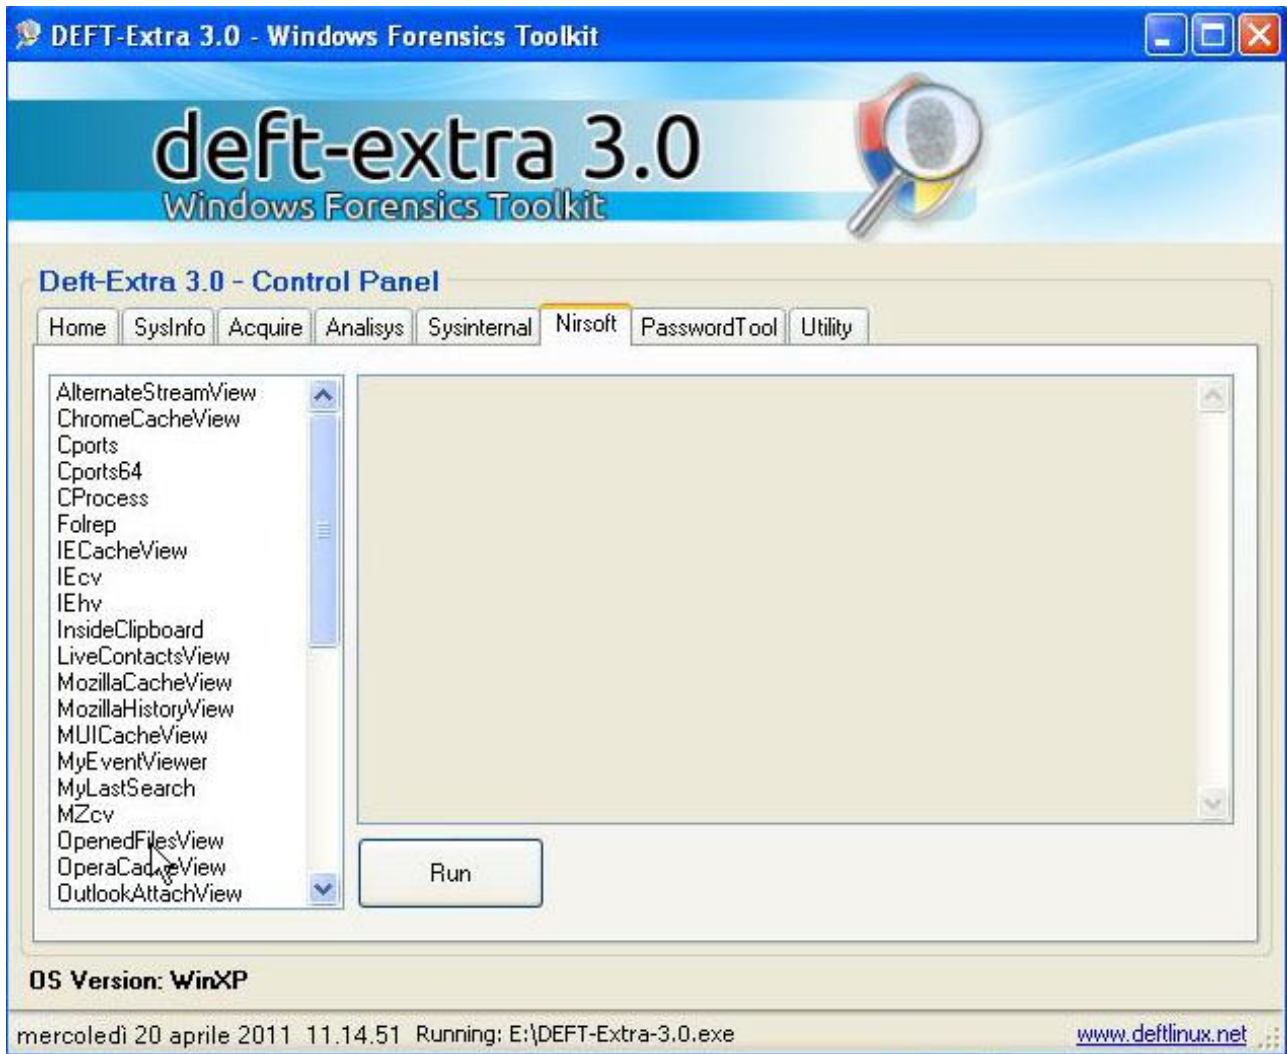 DEFT-Extra 3.0 - Windows Forensics Toolkit
deft-extra 3.0
Windows Forensics Toolkit
Deft-Extra 3.0 - Control Panel
Home SysInfo Acquire Analisys Sysinternal Nirsoft PasswordTool Utility
AlternateStreamView
ChromeCacheView
Cports
Cports64
CProcess
Folrep
IECacheView
IEcv
IEhv
InsideClipboard
LiveContactsView
MozillaCacheView
MozillaHistoryView
MUICacheView
MyEventViewer
MyLastSearch
MZcv
OpenedFilesView
OperaCacheView
OutlookAttachView
Run
OS Version: WinXP
mercoledì 20 aprile 2011 11.14.51 Running: E:\DEFT-Extra-3.0.exe www.deftlinux.net